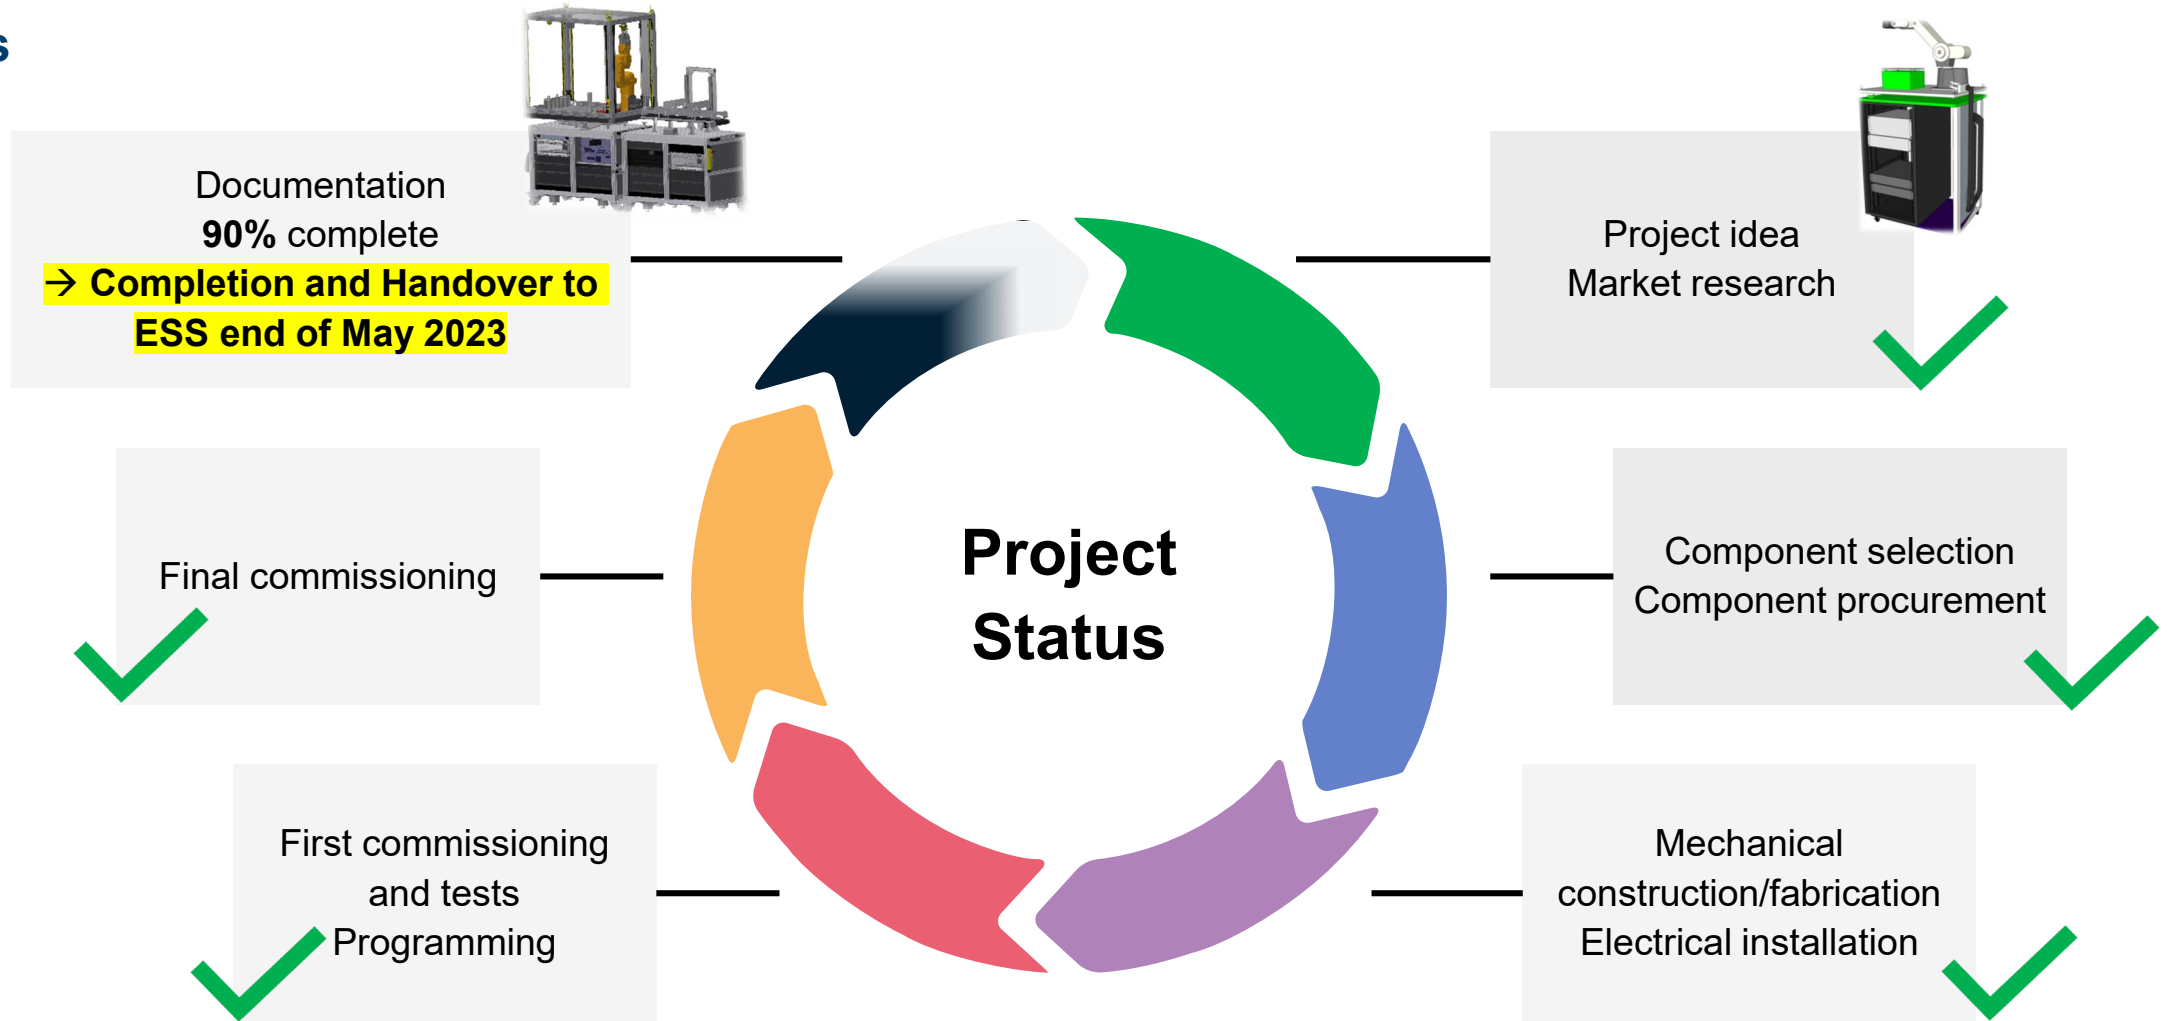 s
Documentation
90% complete
→ Completion and Handover to
ESS end of May 2023
Project idea
Market research
Final commissioning
Project
Status
Component selection
Component procurement
First commissioning
and tests
Programming
Mechanical
construction/fabrication
Electrical installation